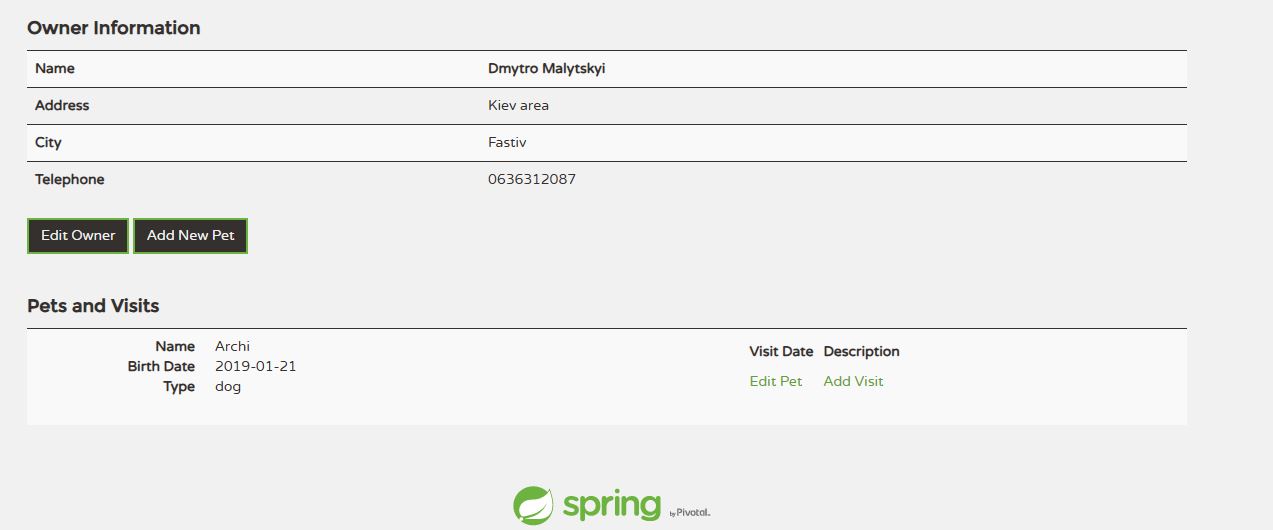 Owner Information
Name Dmytro Malytskyi
Address Kiev area
City Fastiv
Telephone 0636312087
Edit Owner Add New Pet
Pets and Visits
Name Archi
Birth Date 2019-01-21
Type dog
Visit Date Description
Edit Pet Add Visit
spring by Pivotal.